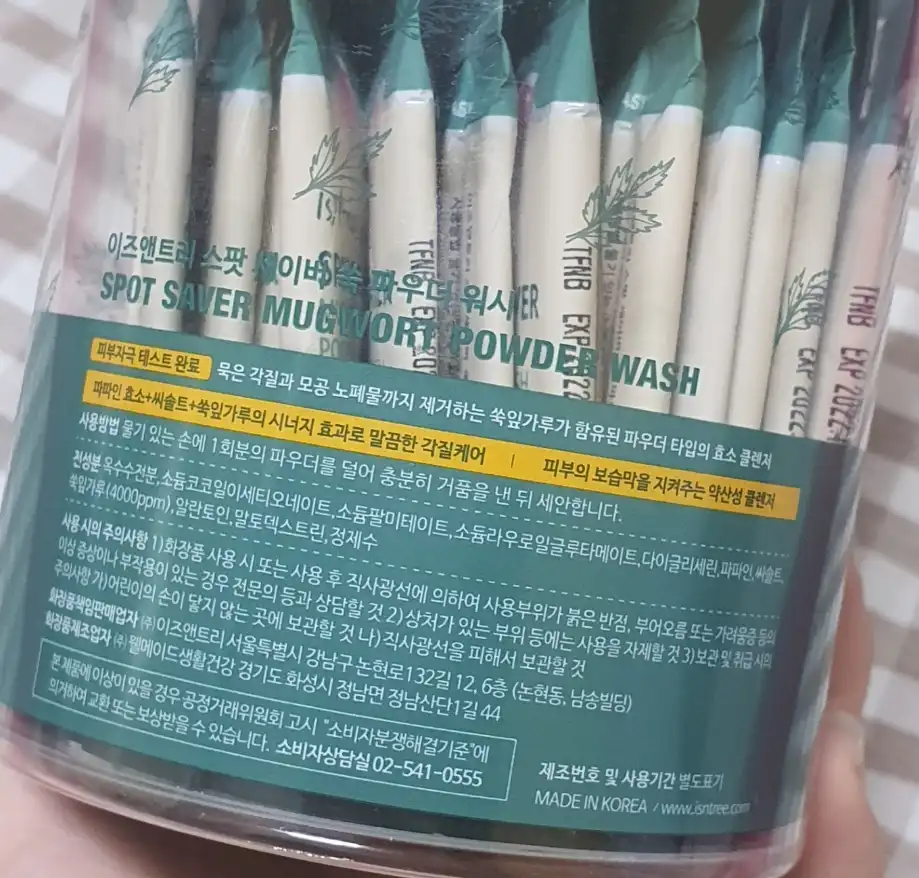 이즈앤트리 스팟 세이버 쑥 파우더 워시
SPOT SAVER MUGWORT POWDER WASH
피부자극 테스트 완료 묵은 각질과 모공 노폐물까지 제거하는 쑥잎가루가 함유된 파우더 타입의 효소 클렌저
파파인 효소+씨솔트+쑥잎가루의 시너지 효과로 말끔한 각질케어 | 피부의 보습막을 지켜주는 약산성 클렌저
사용방법 물기 있는 손에 1회분의 파우더를 덜어 충분히 거품을 낸 뒤 세안합니다.
전성분 옥수수전분,소듐코코일이세티오네이트,소듐팔미테이트,소듐라우로일글루타메이트,다이글리세린,파파인,씨솔트,
쑥잎가루(4000ppm),알란토인,말토덱스트린,정제수
사용 시의 주의사항 1)화장품 사용 시 또는 사용 후 직사광선에 의하여 사용부위가 붉은 반점, 부어오름 또는 가려움증 등의
이상 증상이나 부작용이 있는 경우 전문의 등과 상담할 것 2)상처가 있는 부위 등에는 사용을 자제할 것 3)보관 및 취급 시의
주의사항 가)어린이의 손이 닿지 않는 곳에 보관할 것 나)직사광선을 피해서 보관할 것
화장품책임판매업자 ㈜이즈앤트리 서울특별시 강남구 논현로132길 12, 6층 (논현동, 남송빌딩)
화장품제조업자 ㈜웰메이드생활건강 경기도 화성시 정남면 정남산단1길 44
본 제품에 이상이 있을 경우 공정거래위원회 고시 "소비자분쟁해결기준"에
의거하여 교환 또는 보상받을 수 있습니다. 소비자상담실 02-541-0555
제조번호 및 사용기간 별도표기
MADE IN KOREA / www.isntree.com
TFNB EXP 2022